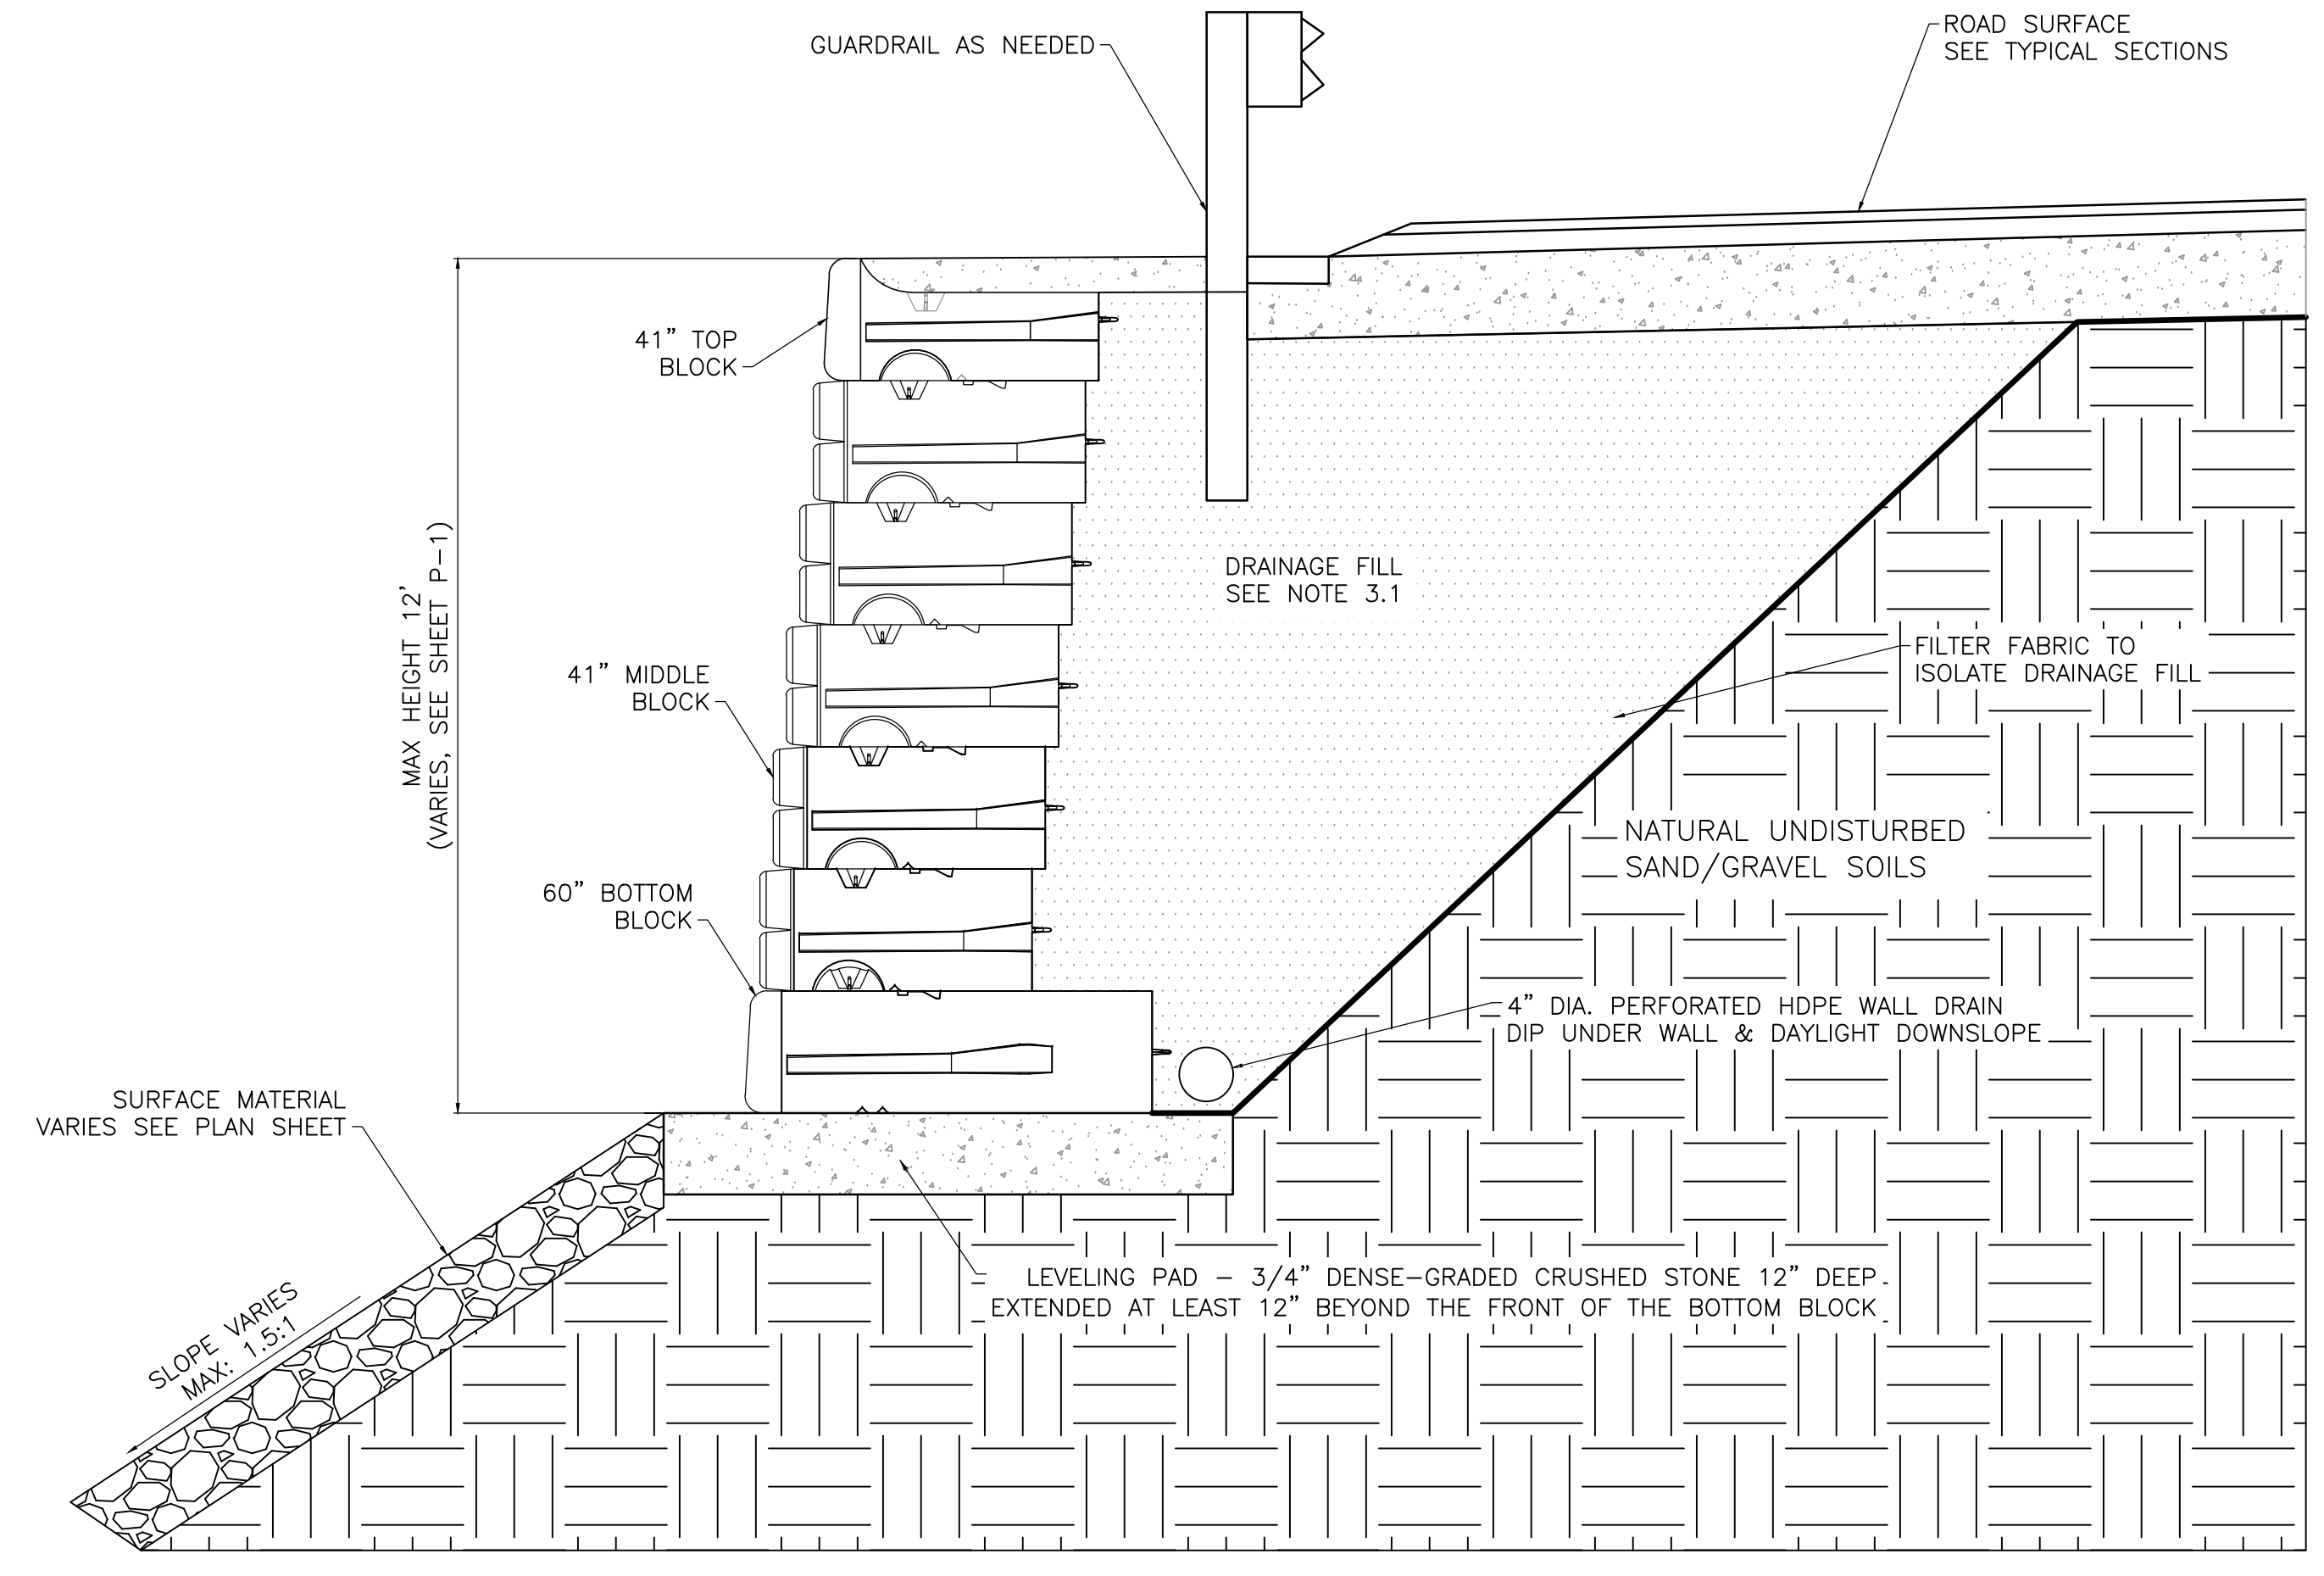 GUARDRAIL AS NEEDED
ROAD SURFACE
SEE TYPICAL SECTIONS
41” TOP
BLOCK
MAX HEIGHT 12’
(VARIES, SEE SHEET P-1)
DRAINAGE FILL
SEE NOTE 3.1
FILTER FABRIC TO
ISOLATE DRAINAGE FILL
41” MIDDLE
BLOCK
NATURAL UNDISTURBED
SAND/GRAVEL SOILS
60” BOTTOM
BLOCK
4” DIA. PERFORATED HDPE WALL DRAIN
DIP UNDER WALL & DAYLIGHT DOWNSLOPE
SURFACE MATERIAL
VARIES SEE PLAN SHEET
LEVELING PAD - 3/4” DENSE-GRADED CRUSHED STONE 12” DEEP
EXTENDED AT LEAST 12” BEYOND THE FRONT OF THE BOTTOM BLOCK
SLOPE VARIES
MAX: 1.5:1